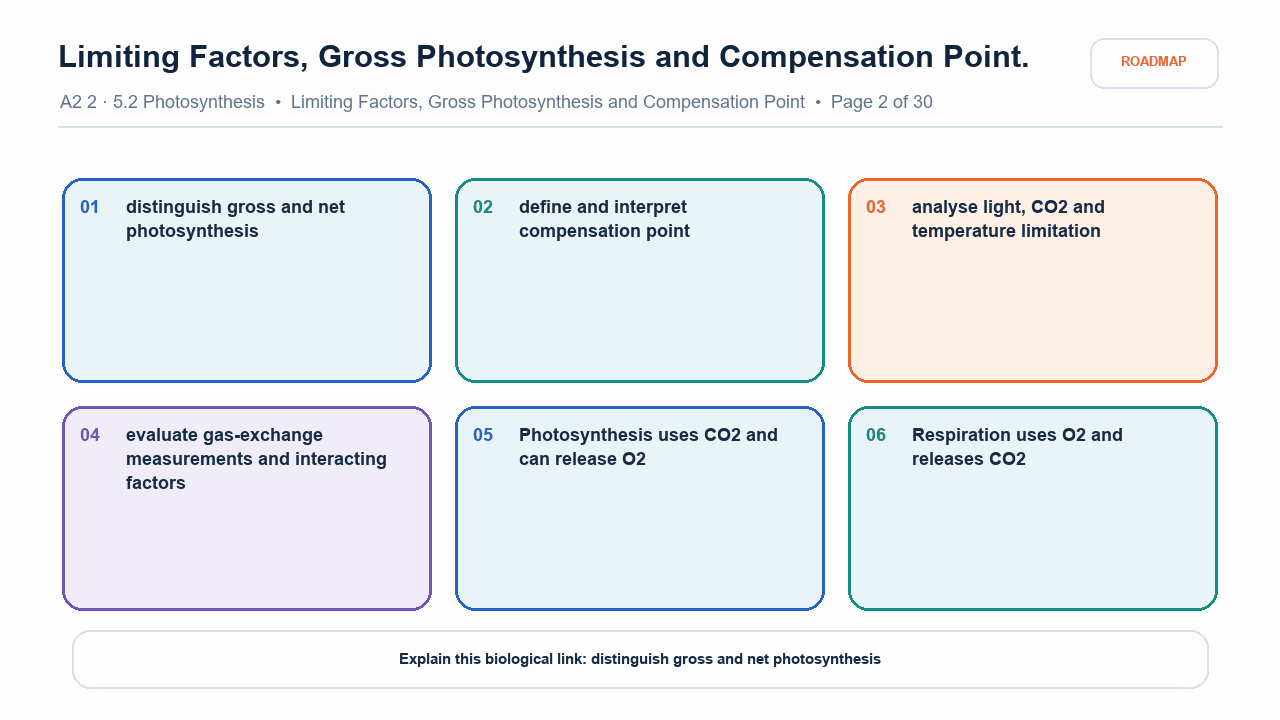 Limiting Factors, Gross Photosynthesis and Compensation Point.
ROADMAP
A2 2 · 5.2 Photosynthesis • Limiting Factors, Gross Photosynthesis and Compensation Point • Page 2 of 30
01 distinguish gross and net
photosynthesis
02 define and interpret
compensation point
03 analyse light, CO2 and
temperature limitation
04 evaluate gas-exchange
measurements and interacting
factors
05 Photosynthesis uses CO2 and
can release O2
06 Respiration uses O2 and
releases CO2
Explain this biological link: distinguish gross and net photosynthesis